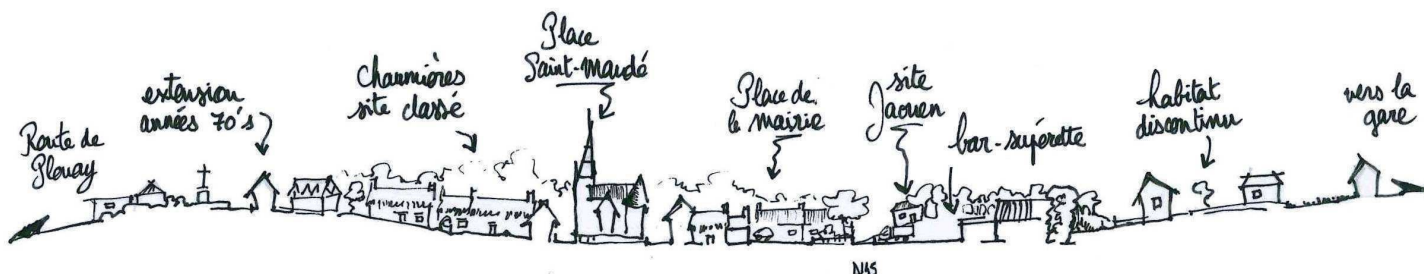 Route de
Plouay
extension
années 70's
chaumières
site classé
Place
Saint-Maudé
Place de
la mairie
site
Jaouen
bar-supérette
habitat
discontinu
vers la
gare